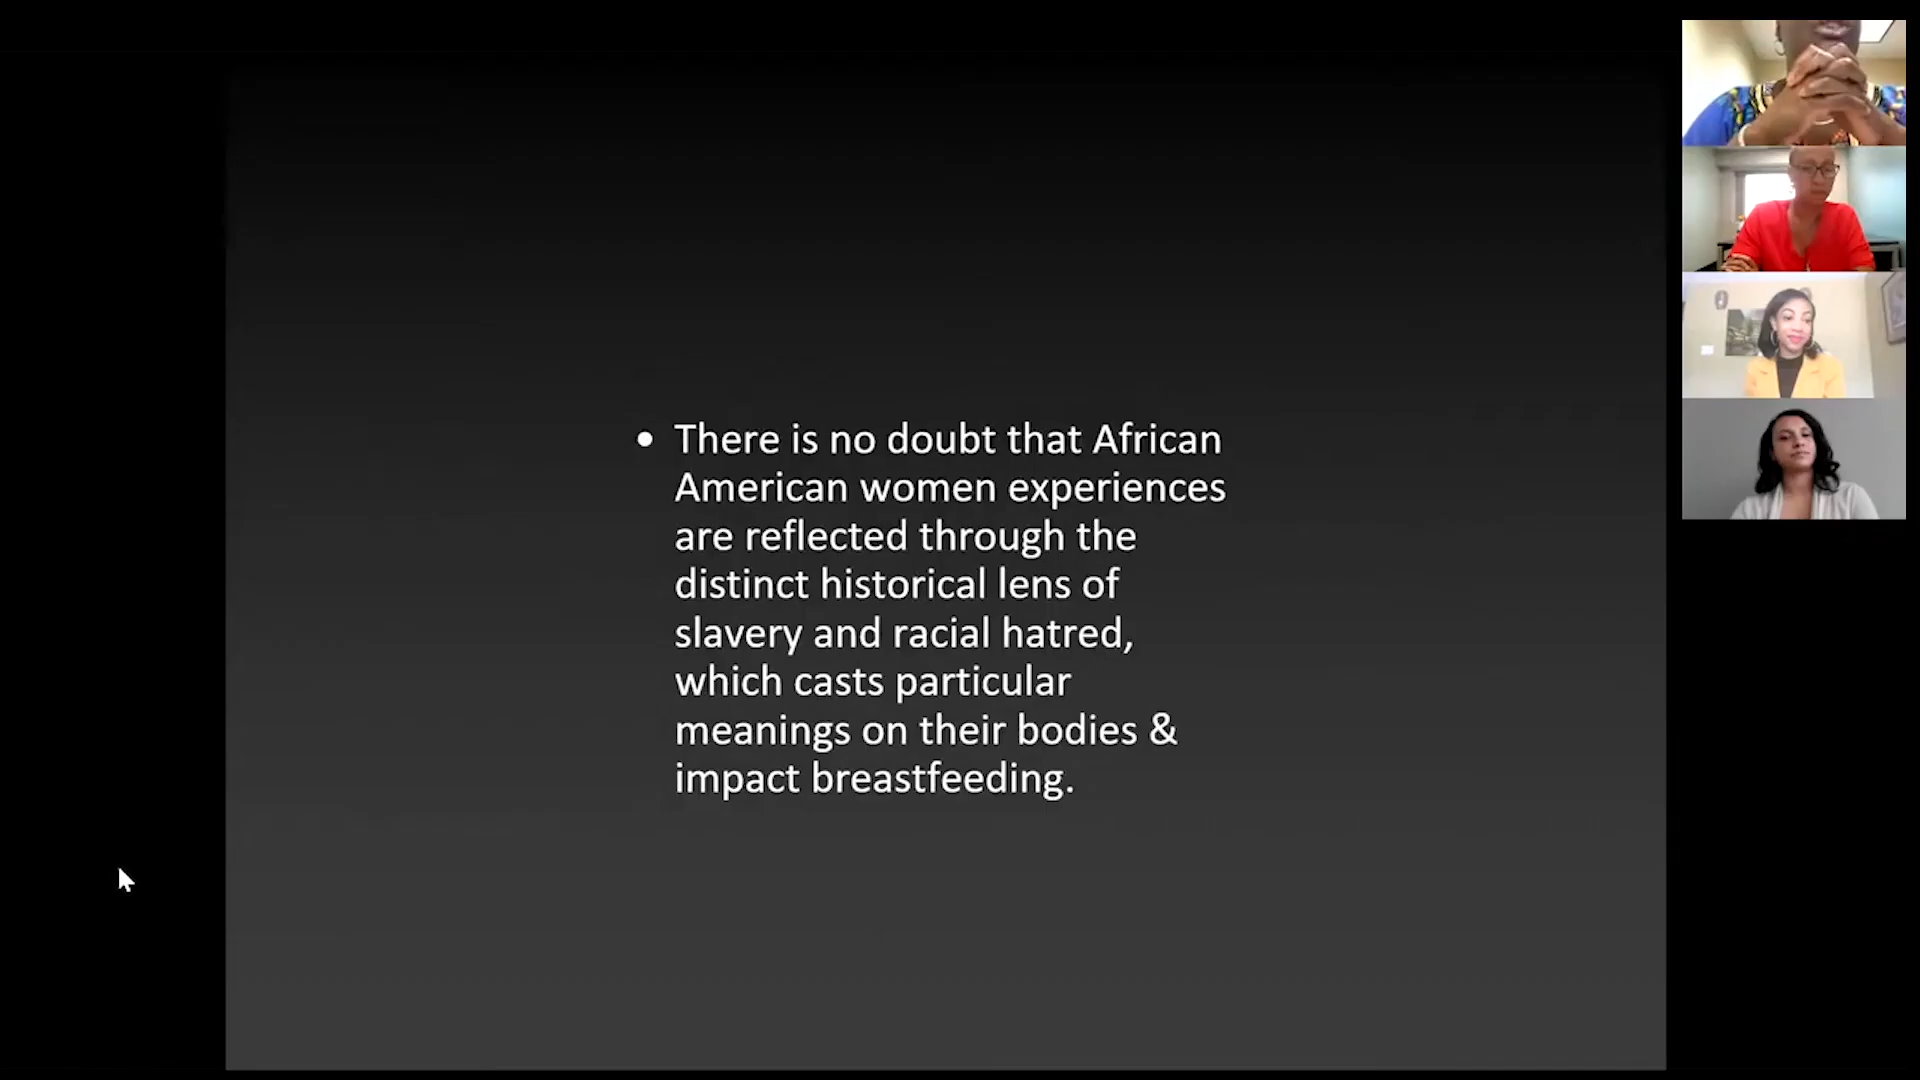 • There is no doubt that African
American women experiences
are reflected through the
distinct historical lens of
slavery and racial hatred,
which casts particular
meanings on their bodies &
impact breastfeeding.